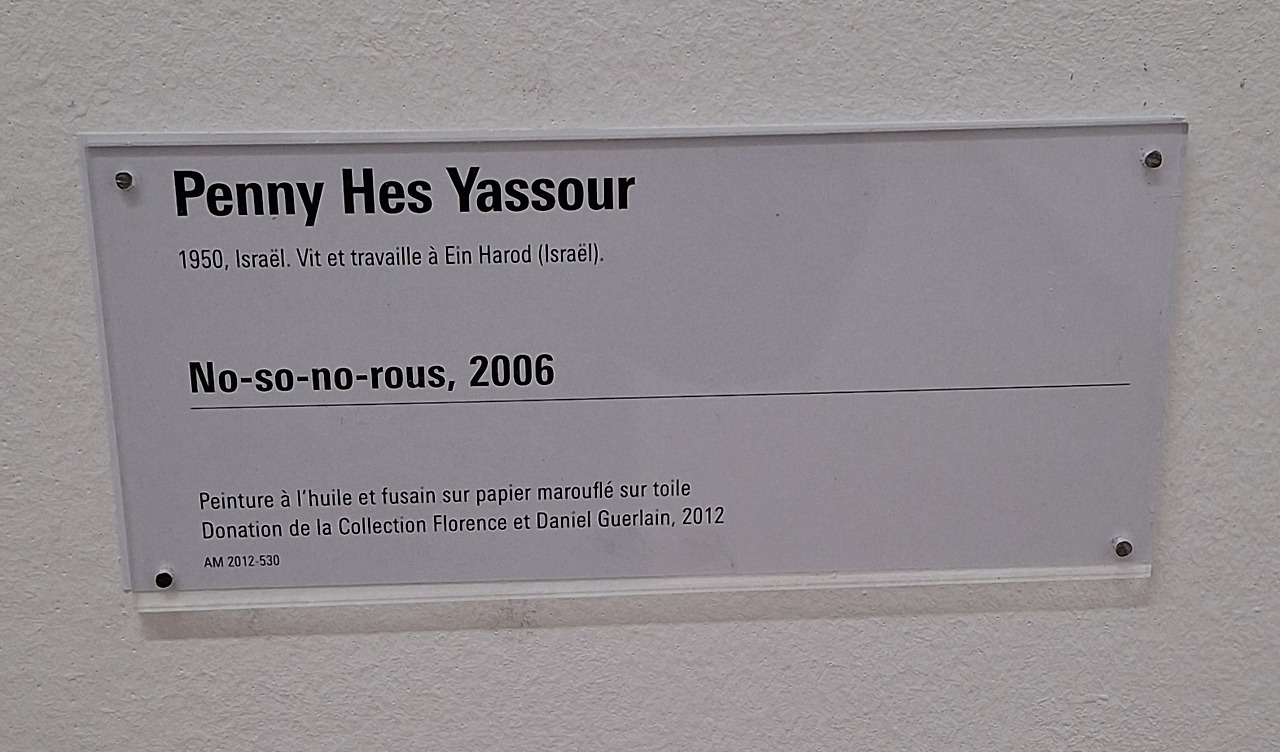 Penny Hes Yassour
1950, Israël. Vit et travaille à Ein Harod (Israël).
No-so-no-rous, 2006
Peinture à l'huile et fusain sur papier marouflé sur toile
Donation de la Collection Florence et Daniel Guerlain, 2012
AM 2012-530